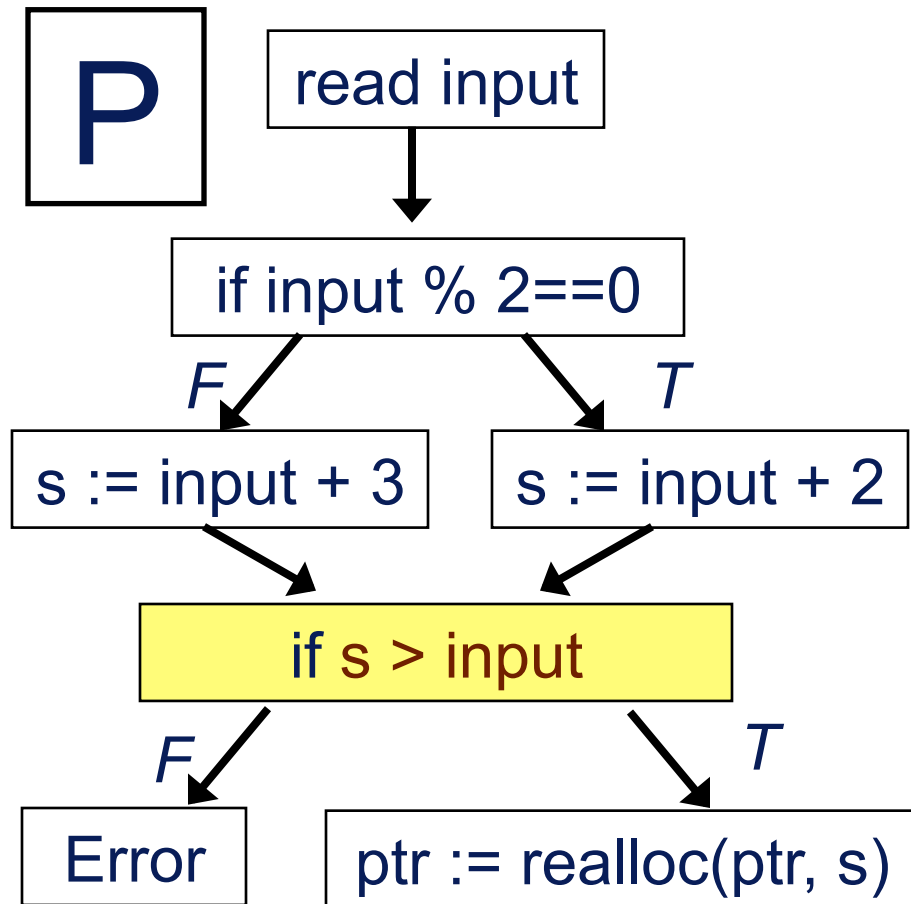 P
read input
if input % 2==0
F
T
s := input + 3
s := input + 2
if s > input
F
T
Error
ptr := realloc(ptr, s)